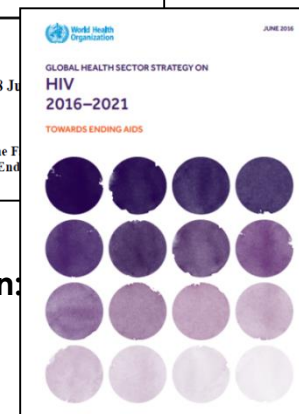 World Health
Organization
JUNE 2016
GLOBAL HEALTH SECTOR STRATEGY ON
HIV
2016–2021
TOWARDS ENDING AIDS